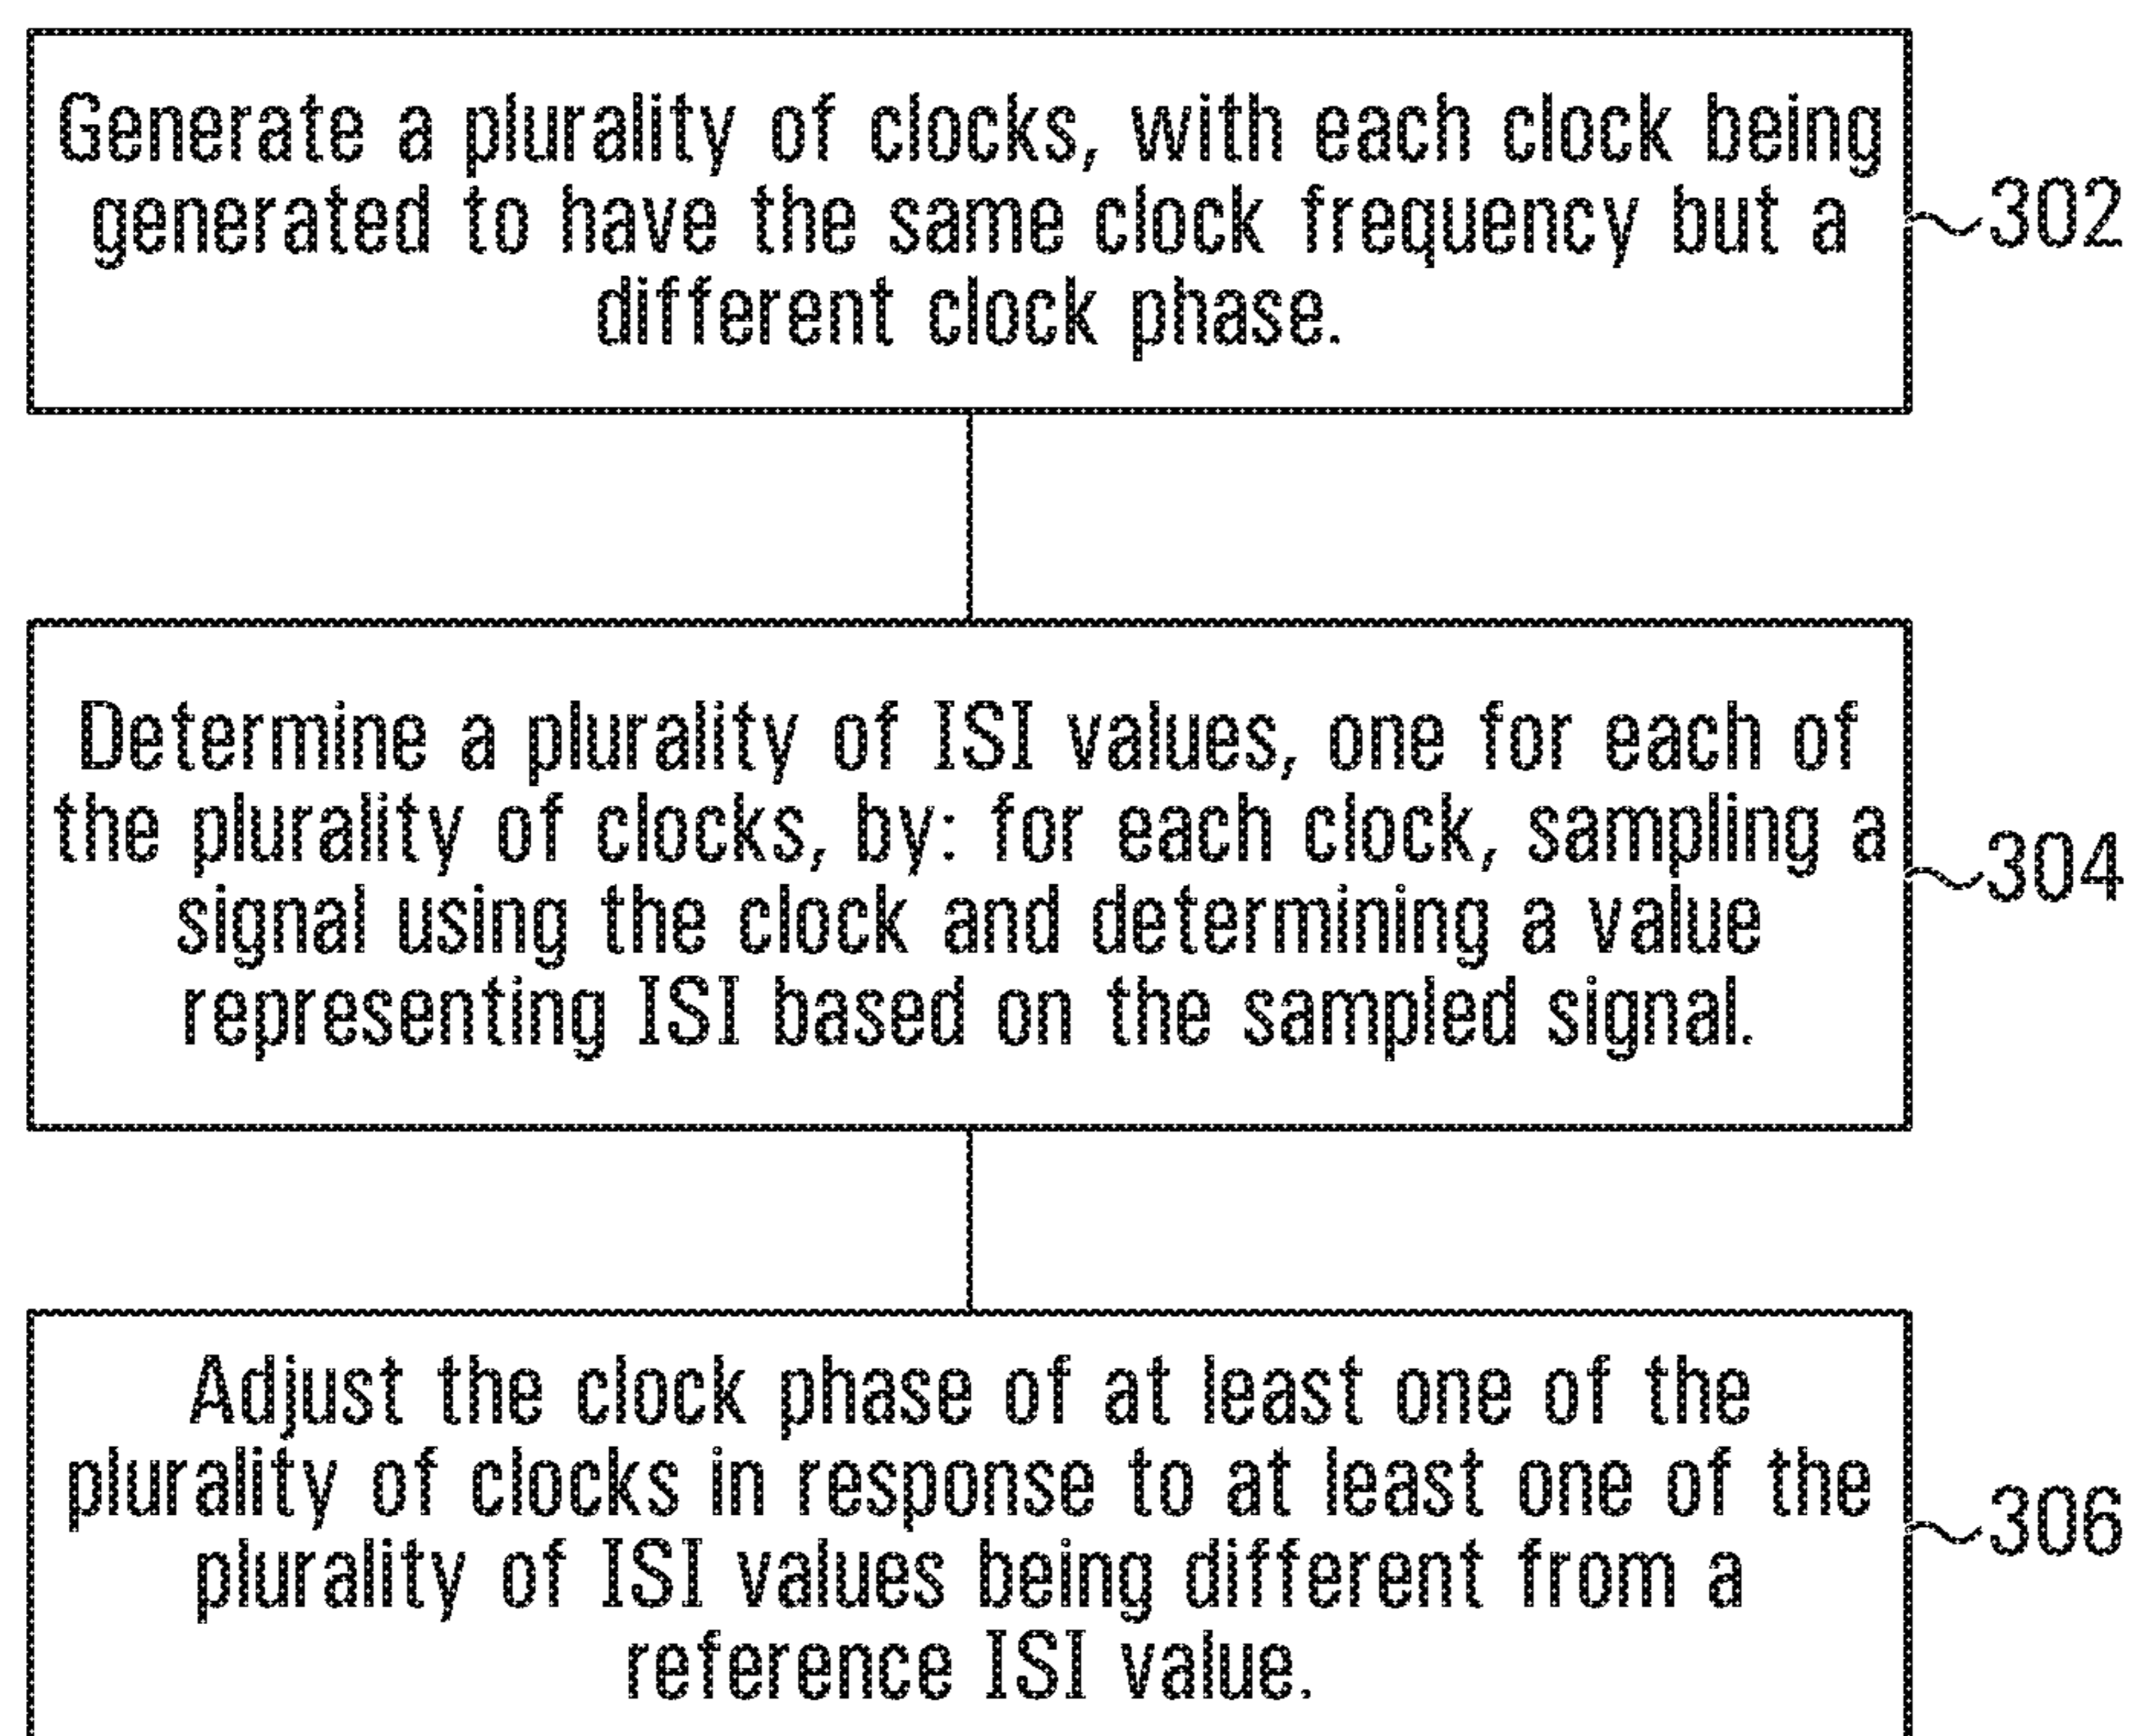 Generate a plurality of clocks, with each clock being
generated to have the same clock frequency but a
different clock phase.
302
Determine a plurality of ISI values, one for each of
the plurality of clocks, by: for each clock, sampling a
signal using the clock and determining a value
representing ISI based on the sampled signal.
304
Adjust the clock phase of at least one of the
plurality of clocks in response to at least one of the
plurality of ISI values being different from a
reference ISI value.
306